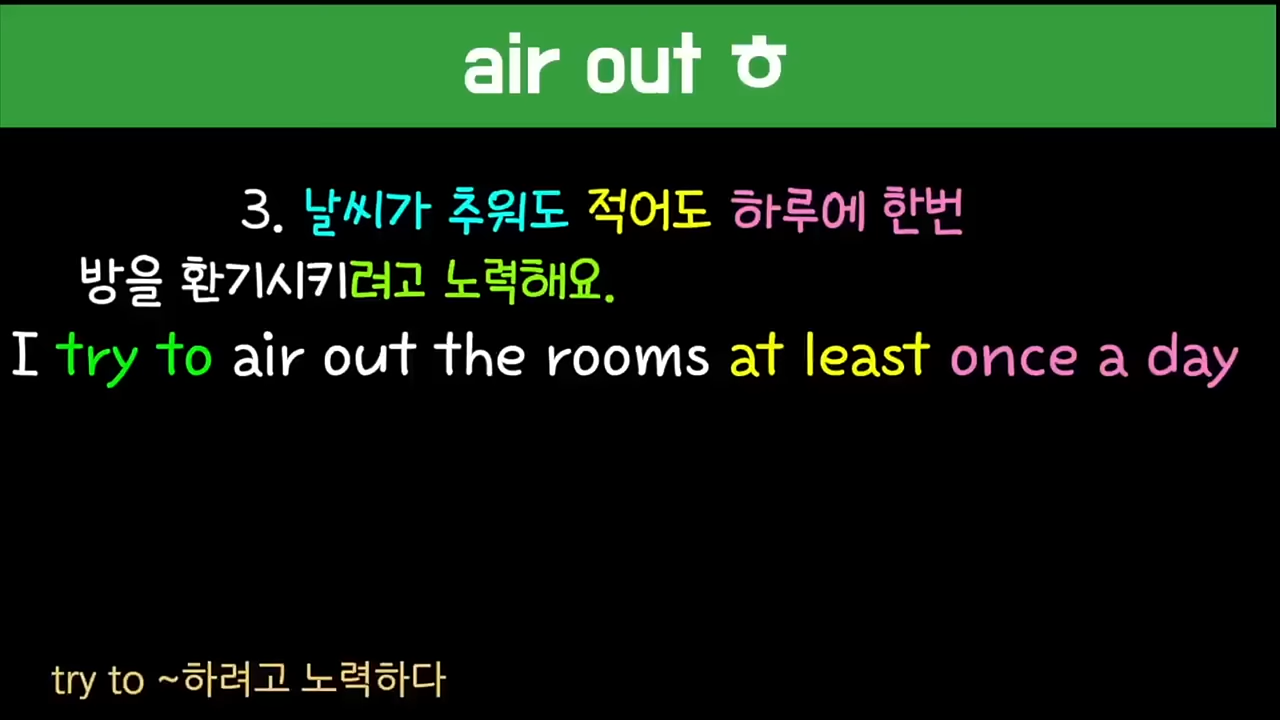 air out ㅎ
3. 날씨가 추워도 적어도 하루에 한번
방을 환기시키려고 노력해요.
I try to air out the rooms at least once a day
try to ~하려고 노력하다